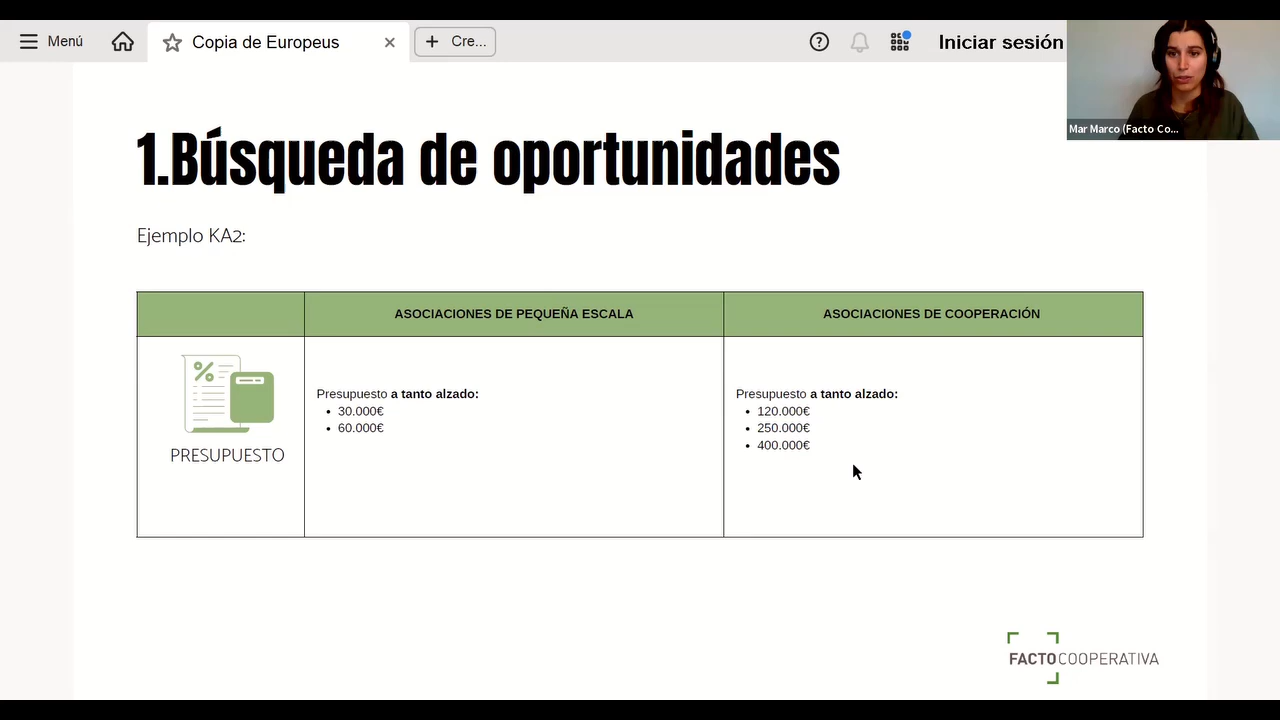 Menú
Copia de Europeus
Cre...
Iniciar sesión
Mar Marco (Facto Co...
1.Búsqueda de oportunidades
Ejemplo KA2:
ASOCIACIONES DE PEQUEÑA ESCALA
ASOCIACIONES DE COOPERACIÓN
PRESUPUESTO
Presupuesto a tanto alzado:
• 30.000€
• 60.000€
Presupuesto a tanto alzado:
• 120.000€
• 250.000€
• 400.000€
FACTOCOOPERATIVA